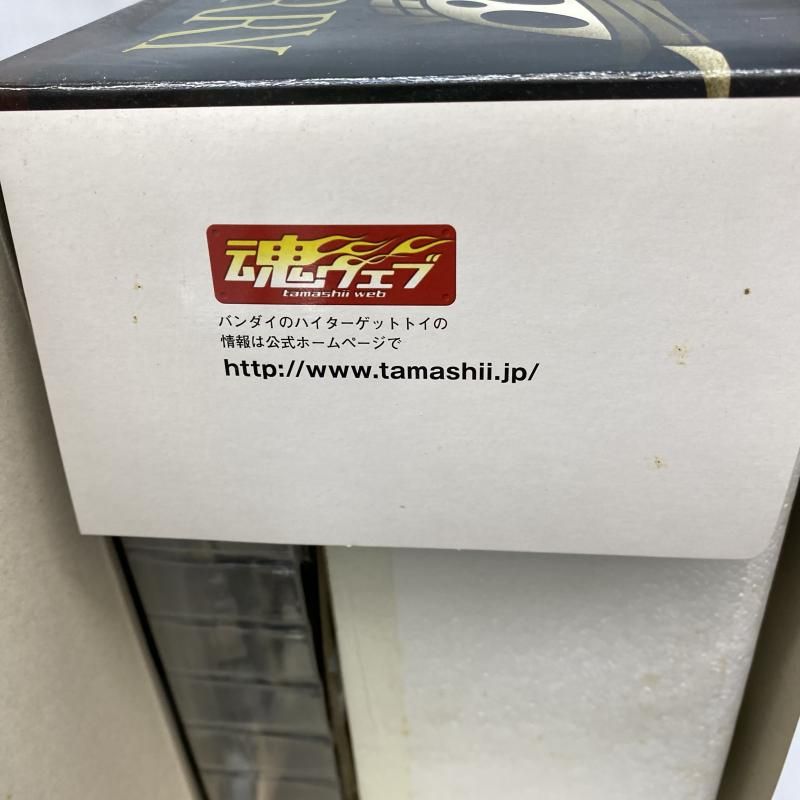 魂ウェブ
tamashii web
バンダイのハイターゲットトイの
情報は公式ホームページで
http://www.tamashii.jp/